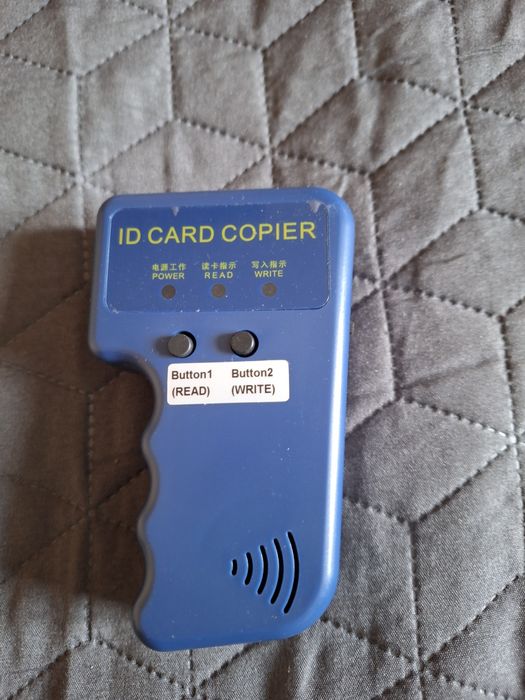 ID CARD COPIER
电源工作 读卡指示 写入指示
POWER READ WRITE
Button1 Button2
(READ) (WRITE)